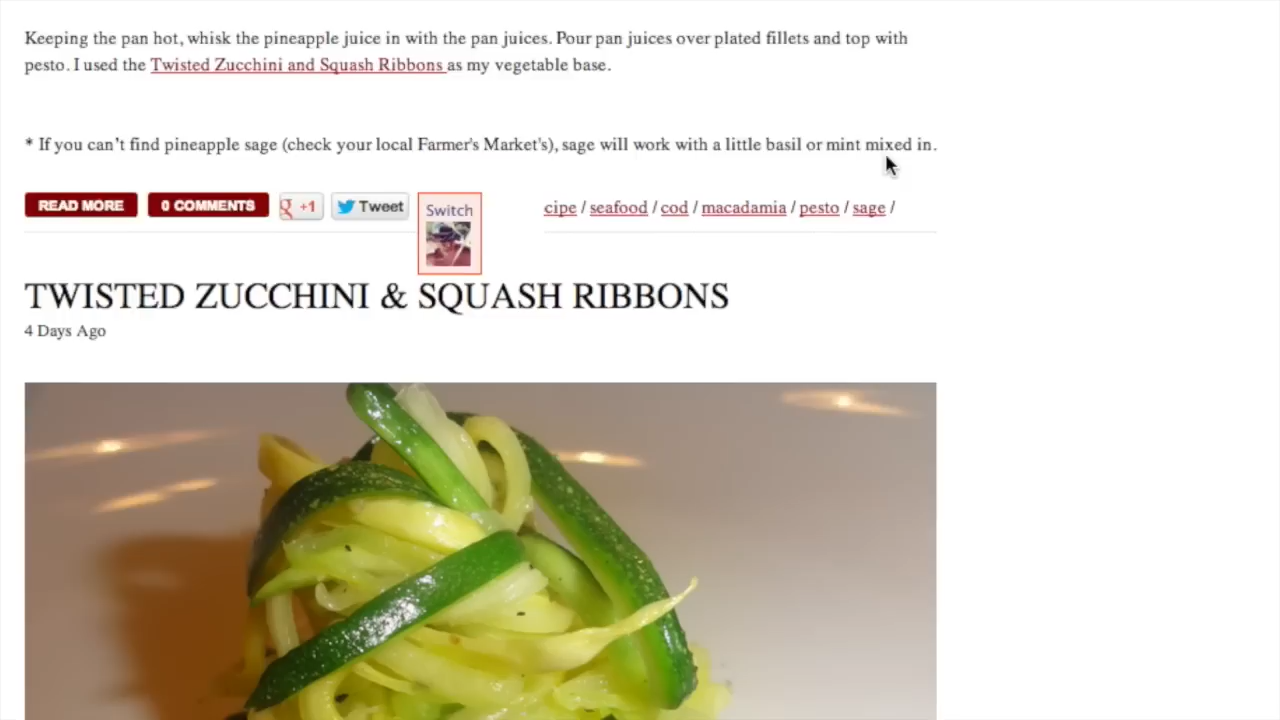 Keeping the pan hot, whisk the pineapple juice in with the pan juices. Pour pan juices over plated fillets and top with
pesto. I used the Twisted Zucchini and Squash Ribbons as my vegetable base.
* If you can't find pineapple sage (check your local Farmer's Market's), sage will work with a little basil or mint mixed in.
READ MORE 0 COMMENTS g +1 Tweet Switch cipe / seafood / cod / macadamia / pesto / sage /
TWISTED ZUCCHINI & SQUASH RIBBONS
4 Days Ago